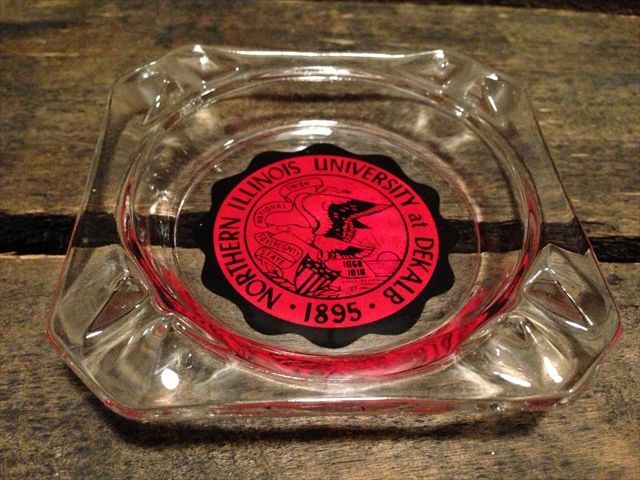 NORTHERN ILLINOIS UNIVERSITY at DEKALB
· 1895 ·
NATIONAL UNION
STATE
SOVEREIGNTY
1868
1818